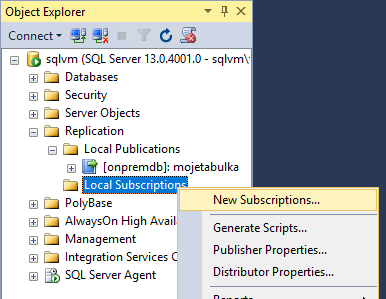 Object Explorer
Connect
sqlvm (SQL Server 13.0.4001.0 - sqlvm\
Databases
Security
Server Objects
Replication
Local Publications
[onpremdb]: mojetabulka
Local Subscriptions
New Subscriptions...
PolyBase
AlwaysOn High Availa
Generate Scripts...
Management
Publisher Properties...
Integration Services C
Distributor Properties...
SQL Server Agent